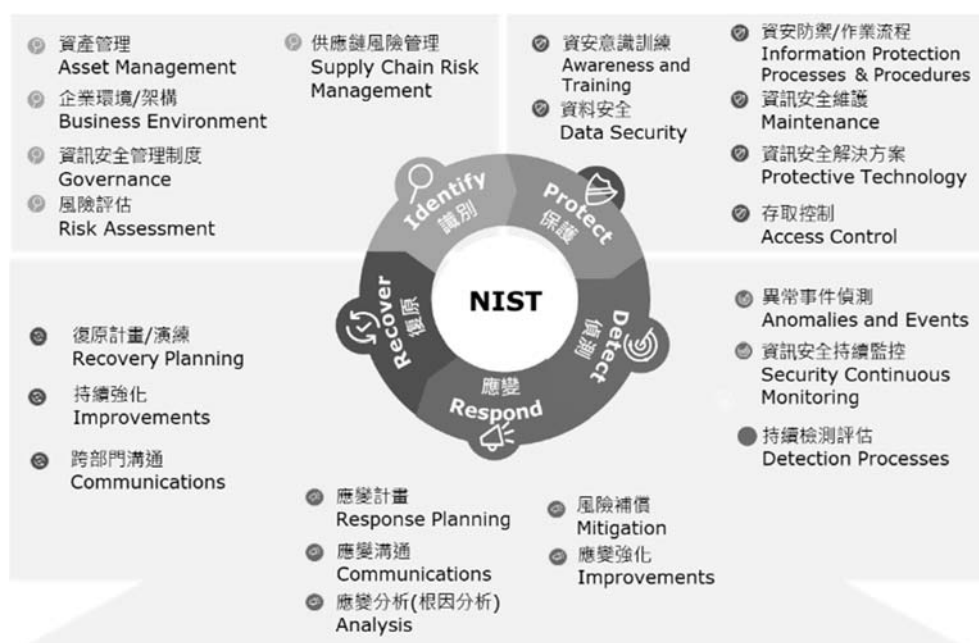 資產管理
Asset Management
企業環境/架構
Business Environment
資訊安全管理制度
Governance
風險評估
Risk Assessment
供應鏈風險管理
Supply Chain Risk
Management
資安意識訓練
Awareness and
Training
資料安全
Data Security
資安防禦/作業流程
Information Protection
Processes & Procedures
資訊安全維護
Maintenance
資訊安全解決方案
Protective Technology
存取控制
Access Control
Identify
識別
Protect
保護
NIST
Recover
復原
Detect
偵測
應變
Respond
復原計畫/演練
Recovery Planning
持續強化
Improvements
跨部門溝通
Communications
異常事件偵測
Anomalies and Events
資訊安全持續監控
Security Continuous
Monitoring
持續檢測評估
Detection Processes
應變計畫
Response Planning
應變溝通
Communications
應變分析(根因分析)
Analysis
風險補償
Mitigation
應變強化
Improvements